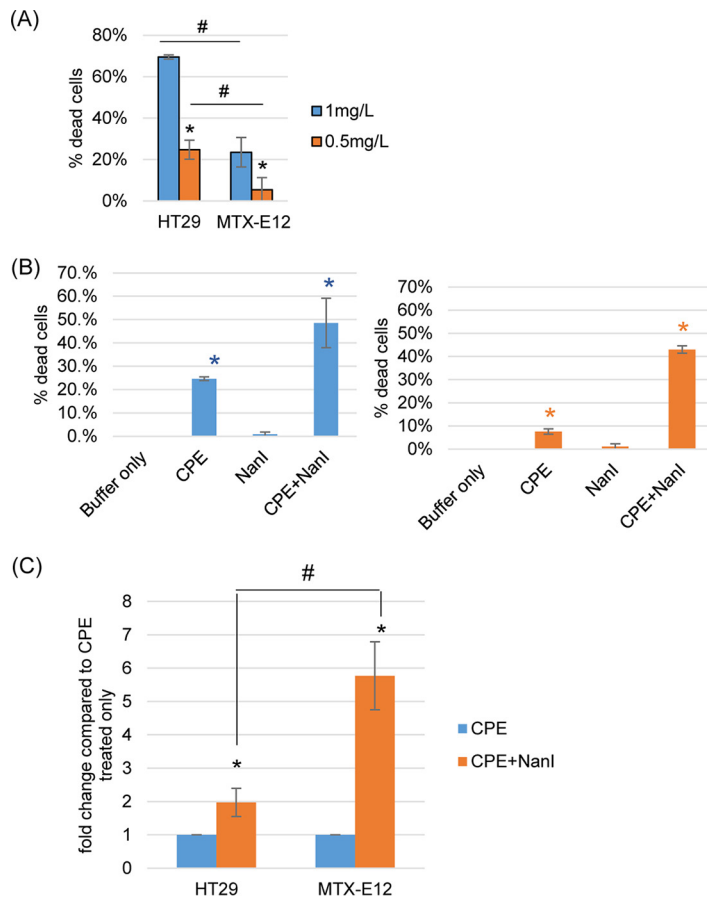 (A)
#
80%
60%
#
40%
*
*
20%
0%
% dead cells
HT29
MTX-E12
1mg/L
0.5mg/L
(B)
70.%
60.%
50.%
40.%
30.%
20.%
10.%
0.%
% dead cells
*
*
Buffer only
CPE
NanI
CPE+NanI
70%
60%
50%
40%
30%
20%
10%
0%
% dead cells
*
*
Buffer only
CPE
NanI
CPE+NanI
(C)
#
8
7
6
5
4
3
2
1
0
fold change compared to CPE
treated only
*
*
HT29
MTX-E12
CPE
CPE+NanI